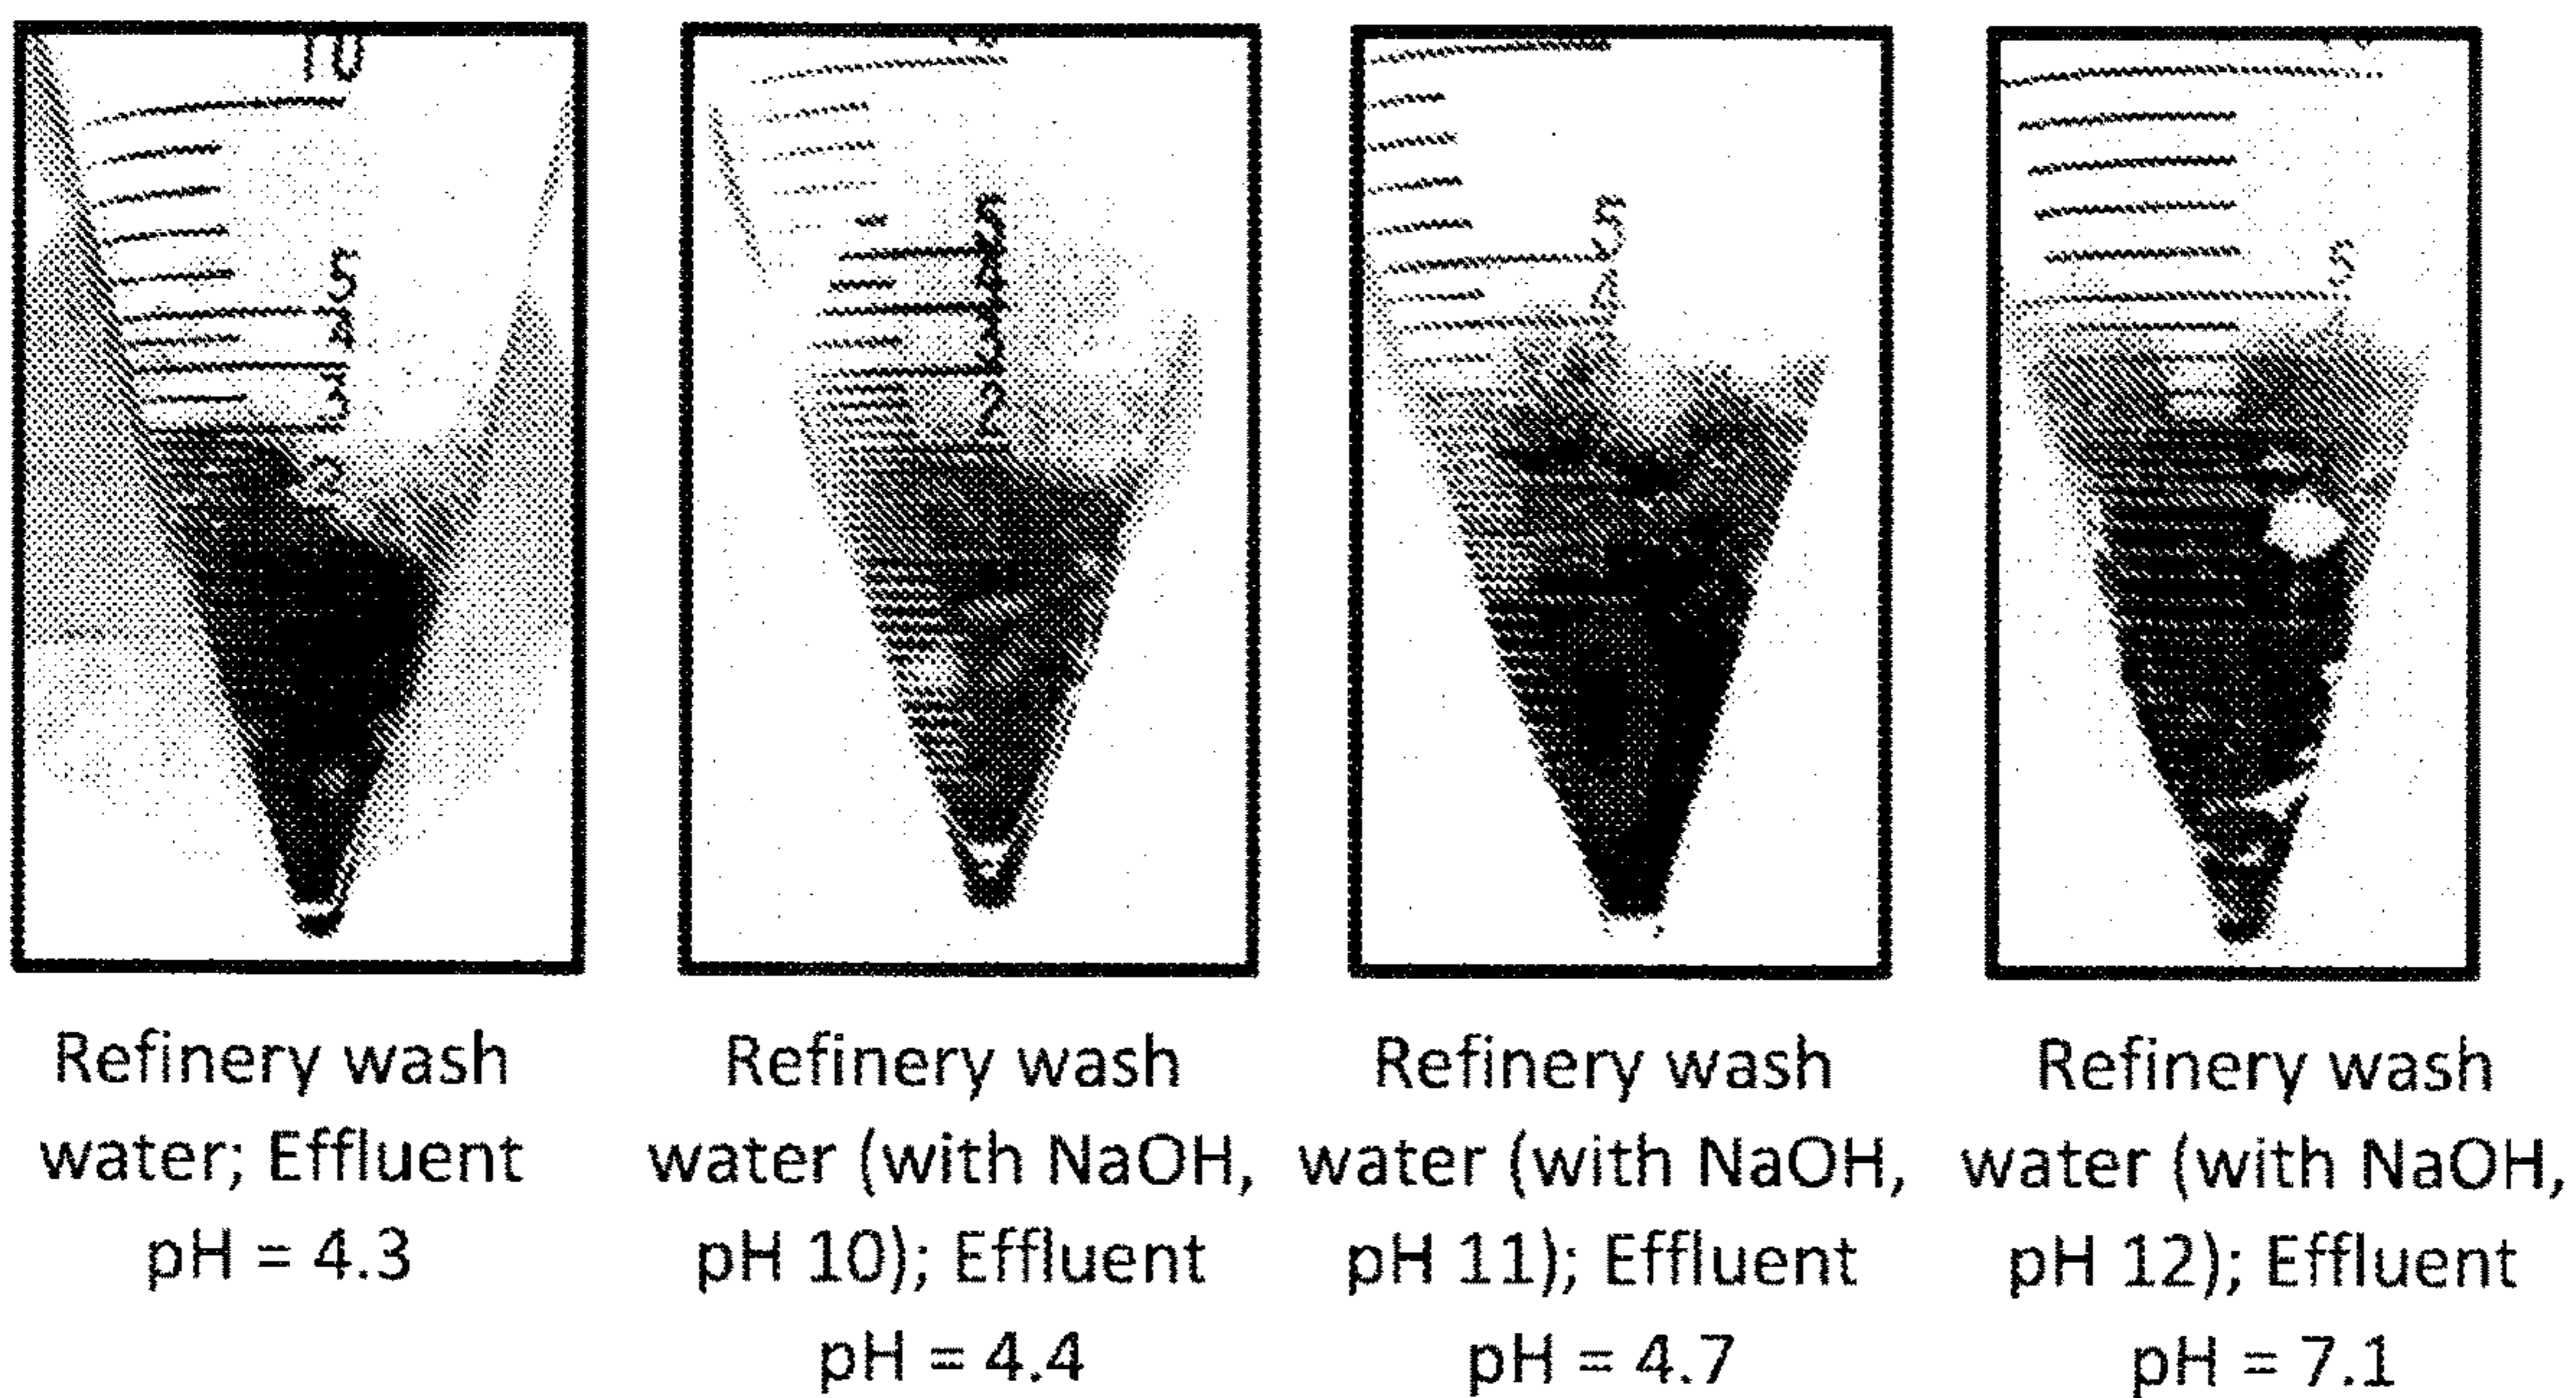 10
5
4
3
2
5
4
3
2
5
4
5
Refinery wash
water; Effluent
pH = 4.3
Refinery wash
water (with NaOH,
pH 10); Effluent
pH = 4.4
Refinery wash
water (with NaOH,
pH 11); Effluent
pH = 4.7
Refinery wash
water (with NaOH,
pH 12); Effluent
pH = 7.1